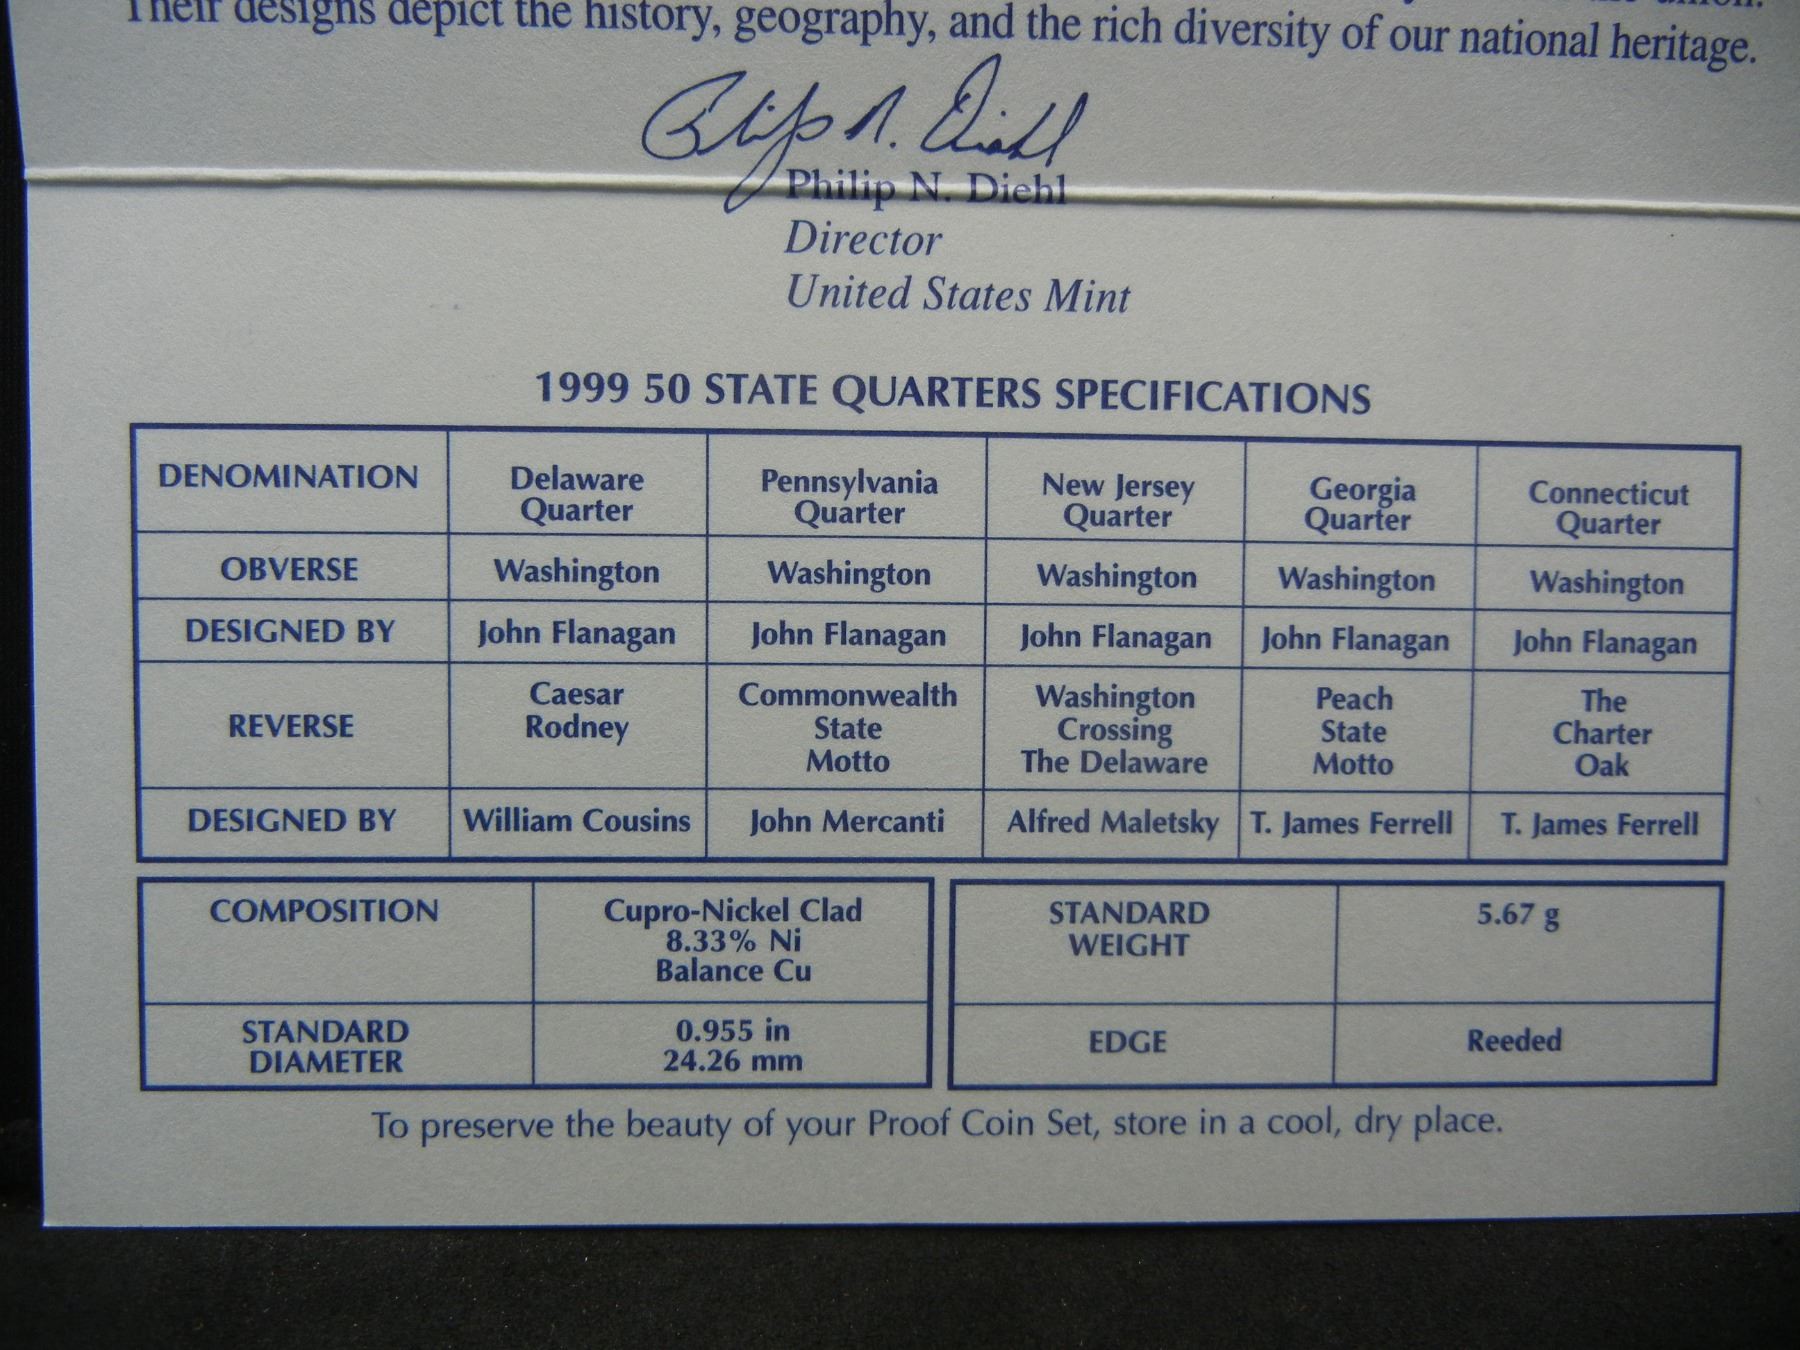 Their designs depict the history, geography, and the rich diversity of our national heritage.
Philip N. Diehl
Philip N. Diehl
Director
United States Mint
1999 50 STATE QUARTERS SPECIFICATIONS
DENOMINATION Delaware Quarter Pennsylvania Quarter New Jersey Quarter Georgia Quarter Connecticut Quarter
OBVERSE Washington Washington Washington Washington Washington
DESIGNED BY John Flanagan John Flanagan John Flanagan John Flanagan John Flanagan
REVERSE Caesar Rodney Commonwealth State Motto Washington Crossing The Delaware Peach State Motto The Charter Oak
DESIGNED BY William Cousins John Mercanti Alfred Maletsky T. James Ferrell T. James Ferrell
COMPOSITION Cupro-Nickel Clad
8.33% Ni
Balance Cu
STANDARD DIAMETER 0.955 in
24.26 mm
STANDARD WEIGHT 5.67 g
EDGE Reeded
To preserve the beauty of your Proof Coin Set, store in a cool, dry place.